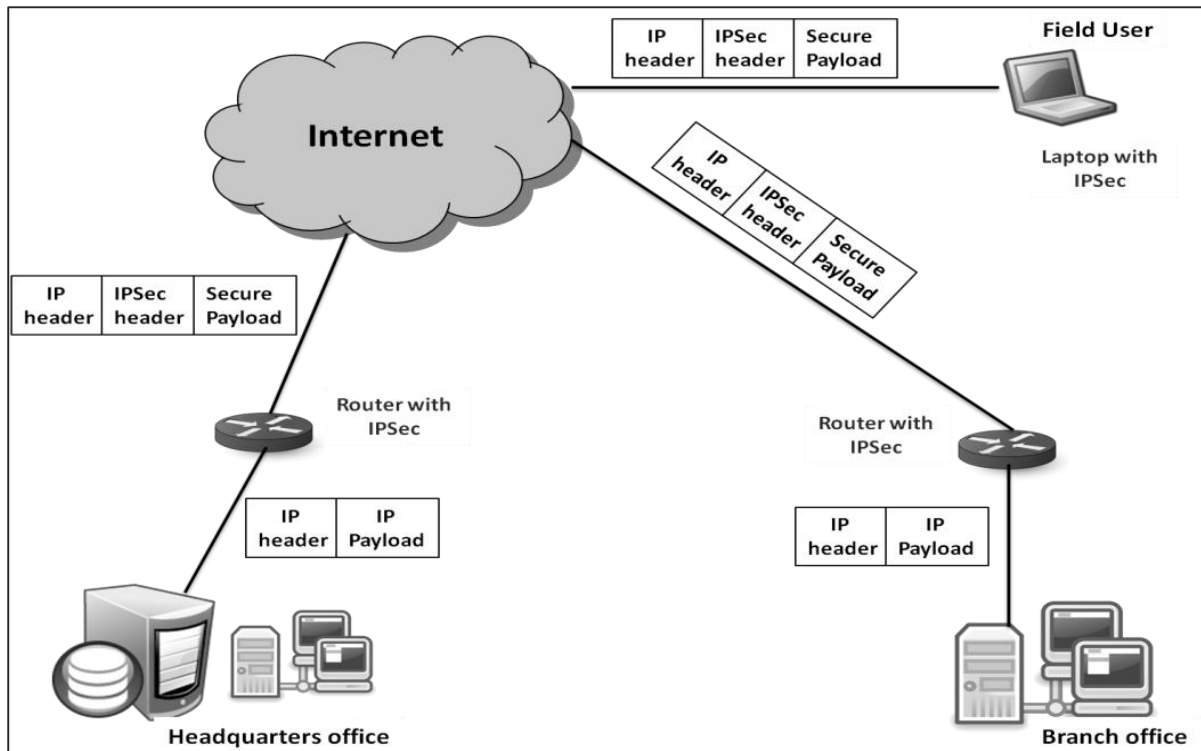 IP header
IPSec header
Secure Payload
Field User
Internet
Laptop with
IPSec
IP header
IPSec header
Secure Payload
IP header
IPSec header
Secure Payload
Router with
IPSec
Router with
IPSec
IP header
IP Payload
IP header
IP Payload
Headquarters office
Branch office